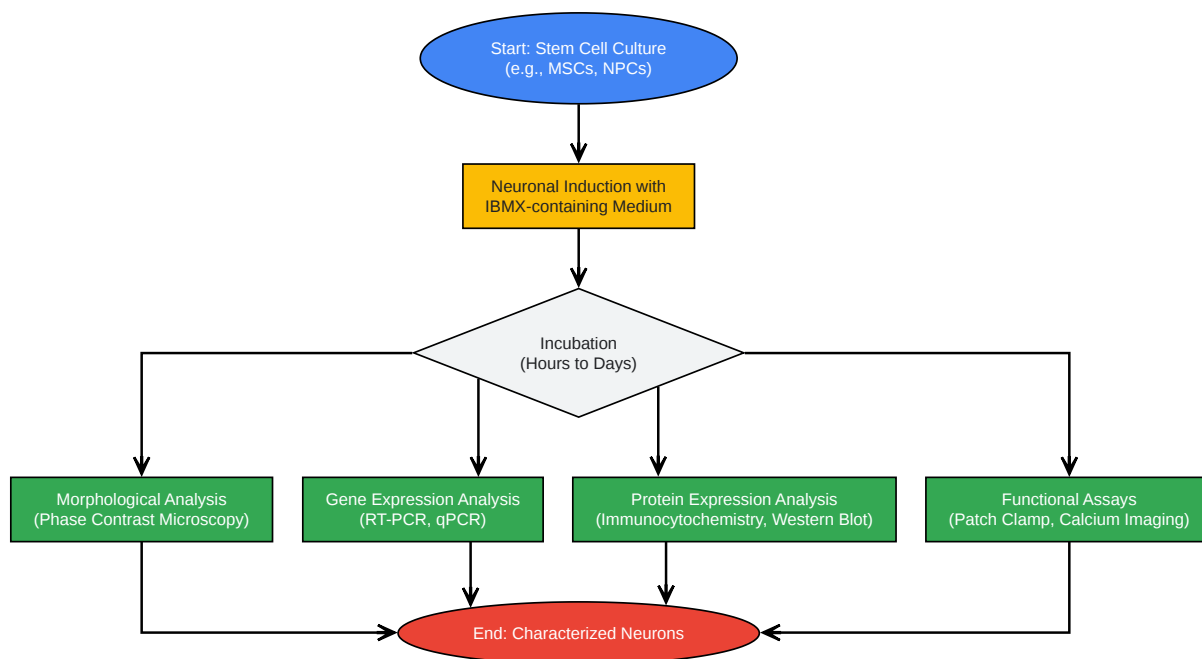 Start: Stem Cell Culture
(e.g., MSCs, NPCs)
Neuronal Induction with
IBMX-containing Medium
Incubation
(Hours to Days)
Morphological Analysis
(Phase Contrast Microscopy)
Gene Expression Analysis
(RT-PCR, qPCR)
Protein Expression Analysis
(Immunocytochemistry, Western Blot)
Functional Assays
(Patch Clamp, Calcium Imaging)
End: Characterized Neurons